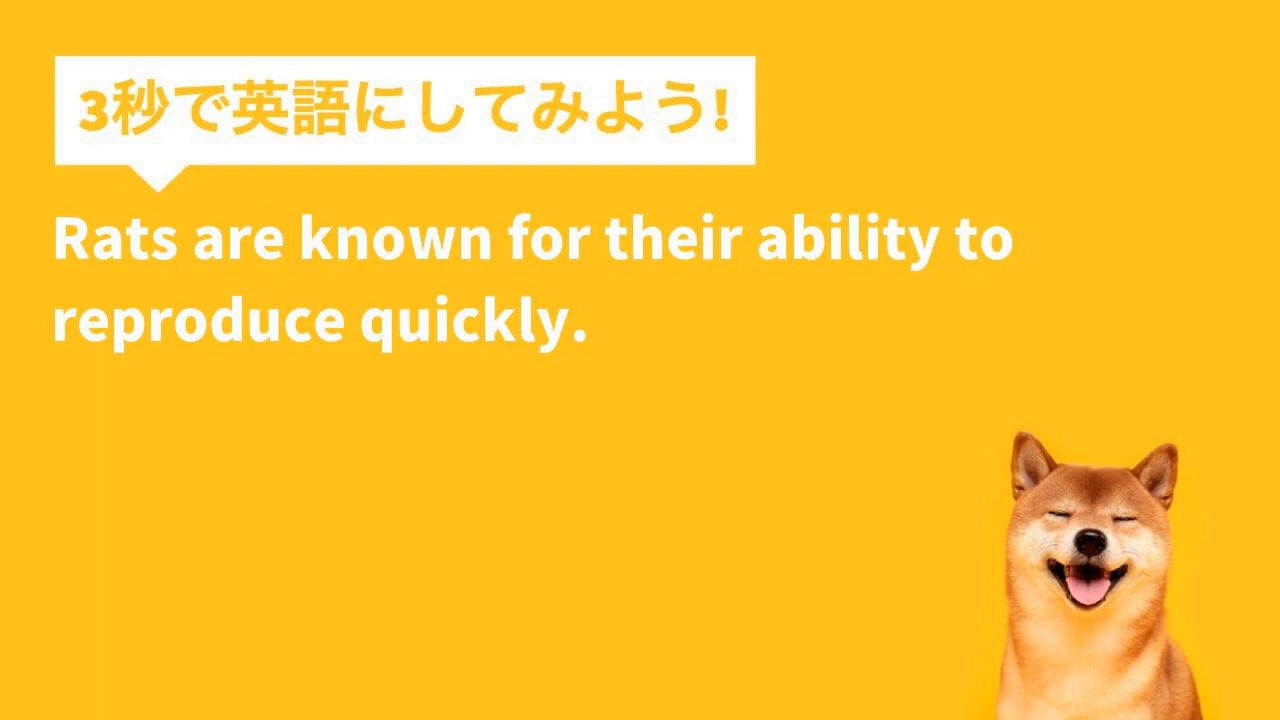 3秒で英語にしてみよう!
Rats are known for their ability to
reproduce quickly.